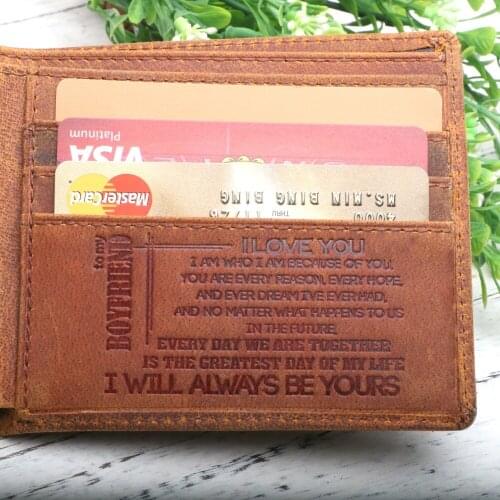 Platinum
VISA
MasterCard
MS.MIN BING BING
4000
THRU
to my
BOYFRIEND
I LOVE YOU
I AM WHO I AM BECAUSE OF YOU.
YOU ARE EVERY REASON, EVERY HOPE,
AND EVER DREAM I'VE EVER HAD,
AND NO MATTER WHAT HAPPENS TO US
IN THE FUTURE,
EVERY DAY WE ARE TOGETHER
IS THE GREATEST DAY OF MY LIFE
I WILL ALWAYS BE YOURS